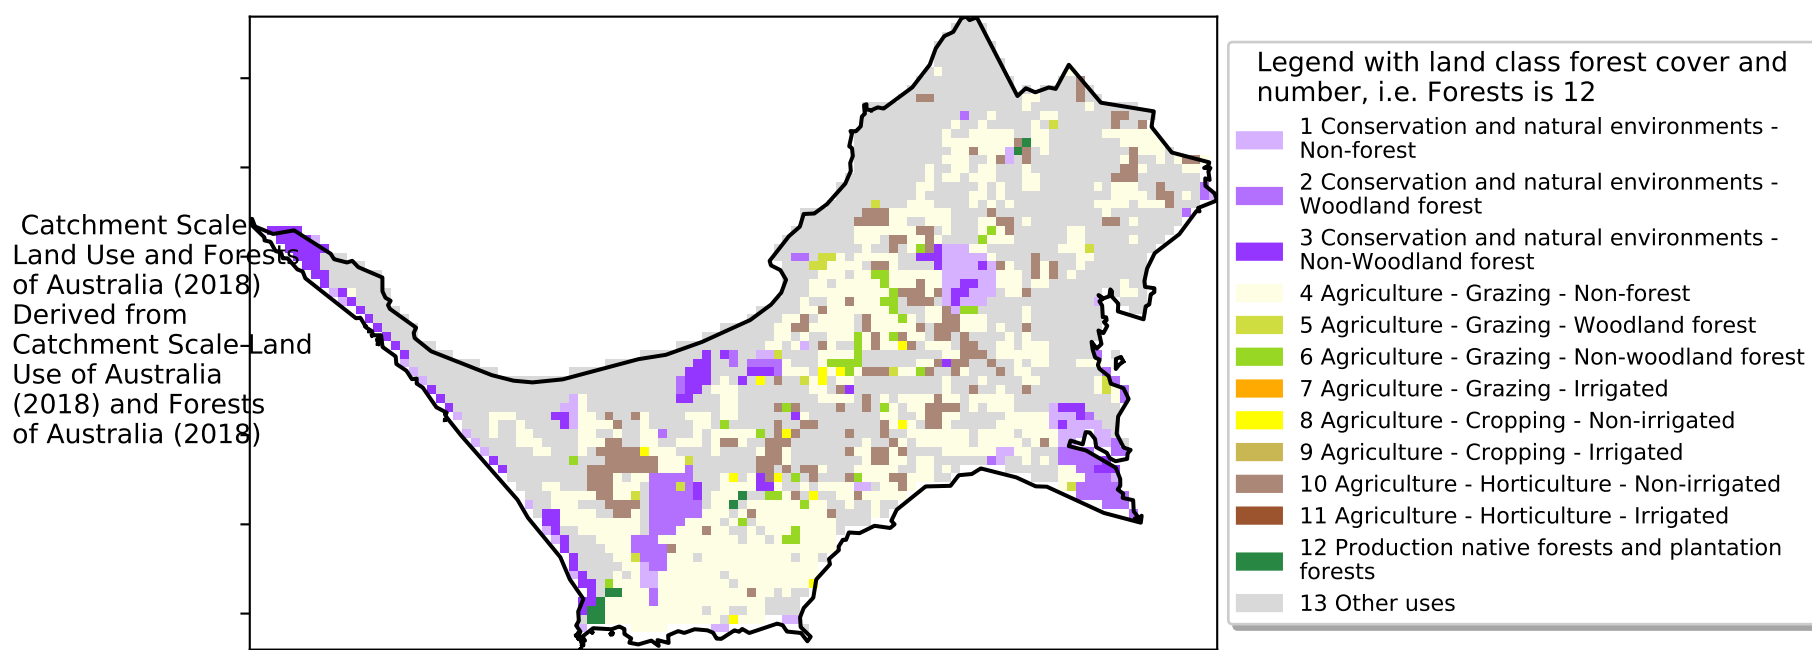 Catchment Scale
Land Use and Forests
of Australia (2018)
Derived from
Catchment Scale Land
Use of Australia
(2018) and Forests
of Australia (2018)
Legend with land class forest cover and
number, i.e. Forests is 12
1 Conservation and natural environments -
Non-forest
2 Conservation and natural environments -
Woodland forest
3 Conservation and natural environments -
Non-Woodland forest
4 Agriculture - Grazing - Non-forest
5 Agriculture - Grazing - Woodland forest
6 Agriculture - Grazing - Non-woodland forest
7 Agriculture - Grazing - Irrigated
8 Agriculture - Cropping - Non-irrigated
9 Agriculture - Cropping - Irrigated
10 Agriculture - Horticulture - Non-irrigated
11 Agriculture - Horticulture - Irrigated
12 Production native forests and plantation
forests
13 Other uses